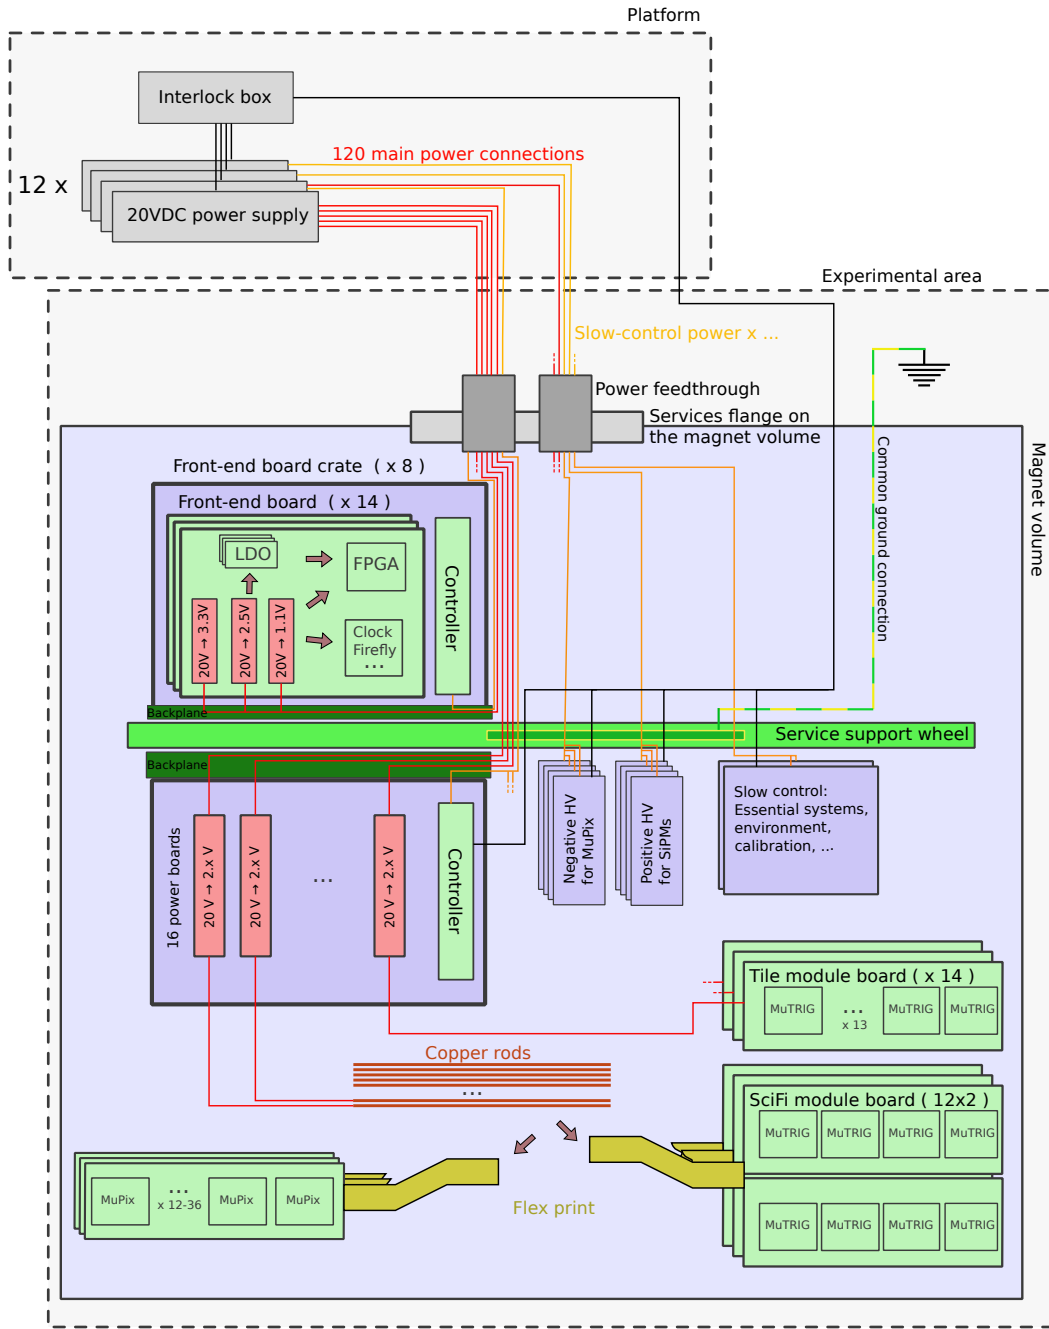 Platform
Interlock box
120 main power connections
12 x
20VDC power supply
Experimental area
Slow-control power x ...
Power feedthrough
Services flange on
the magnet volume
Magnet volume
Common ground connection
Front-end board crate ( x 8 )
Front-end board ( x 14 )
LDO
FPGA
Clock
Firefly
...
20V → 3.3V
20V → 2.5V
20V → 1.1V
Controller
Backplane
Service support wheel
Backplane
16 power boards
20 V → 2.x V
20 V → 2.x V
...
20 V → 2.x V
Controller
Negative HV
for MuPix
Positive HV
for SiPMs
Slow control:
Essential systems,
environment,
calibration, ...
Tile module board ( x 14 )
MuTRIG
...
x 13
MuTRIG
MuTRIG
Copper rods
...
SciFi module board ( 12x2 )
MuTRIG
MuTRIG
MuTRIG
MuTRIG
MuPix
...
x 12-36
MuPix
MuPix
Flex print
MuTRIG
MuTRIG
MuTRIG
MuTRIG